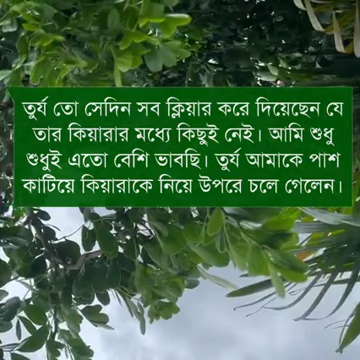 তুর্য তো সেদিন সব ক্লিয়ার করে দিয়েছেন যে
তার কিয়ারার মধ্যে কিছুই নেই। আমি শুধু
শুধুই এতো বেশি ভাবছি। তুর্য আমাকে পাশ
কাটিয়ে কিয়ারাকে নিয়ে উপরে চলে গেলেন।